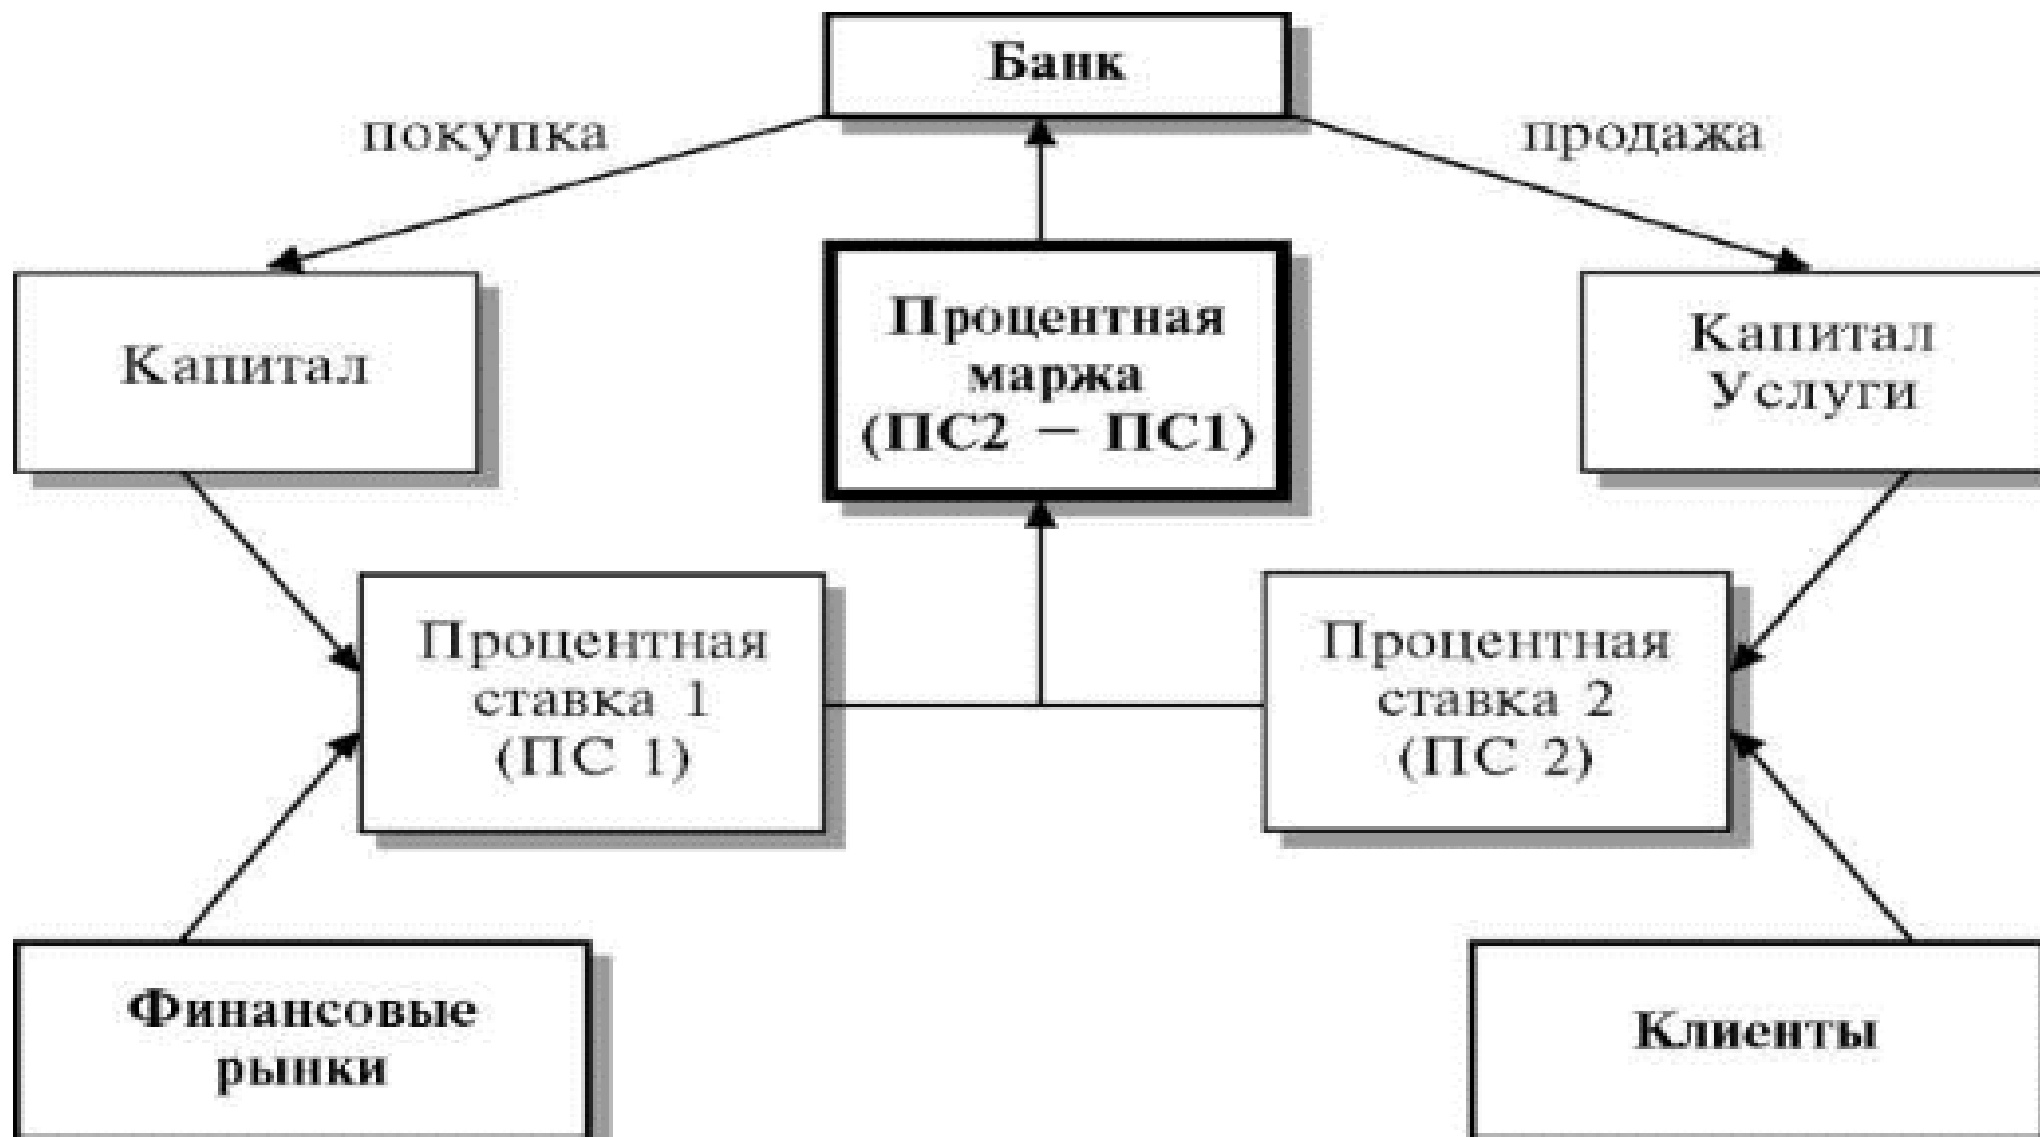 Банк
покупка
продажа
Капитал
Процентная
маржа
(ПС2 — ПС1)
Капитал
Услуги
Процентная
ставка 1
(ПС 1)
Процентная
ставка 2
(ПС 2)
Финансовые
рынки
Клиенты